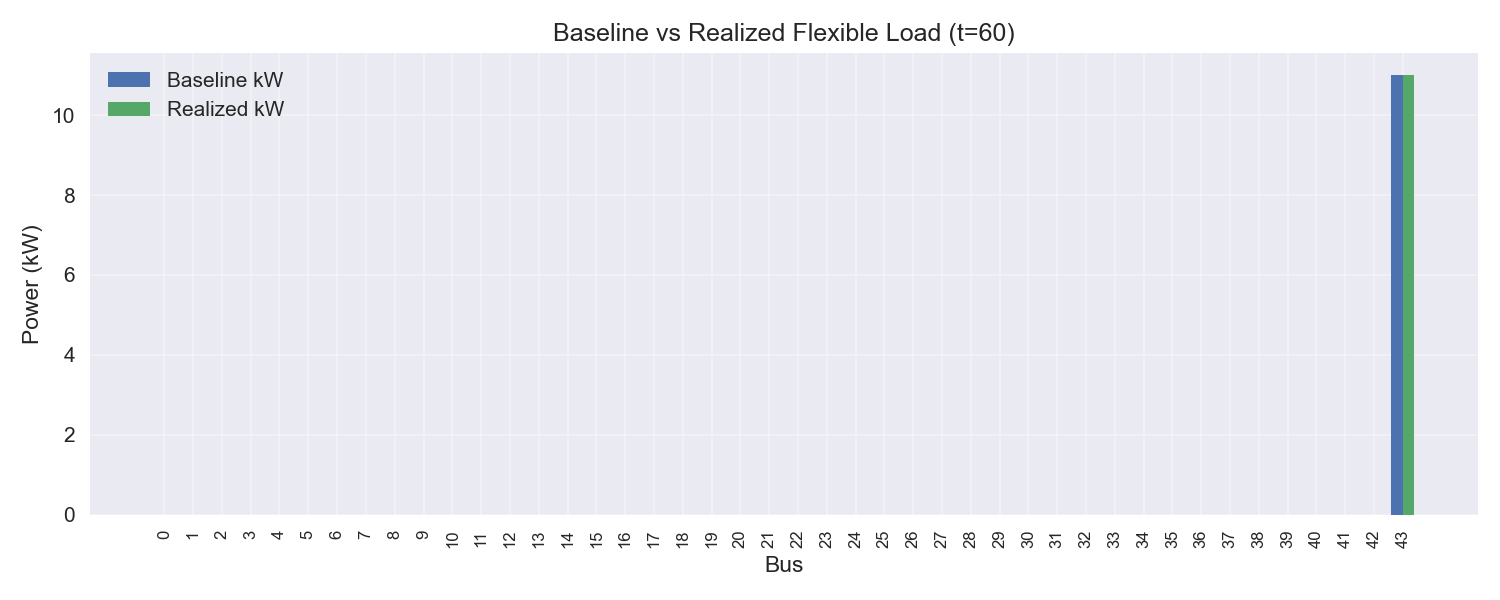 Baseline vs Realized Flexible Load (t=60)
Baseline kW
Realized kW
Power (kW)
10
8
6
4
2
0
0 1 2 3 4 5 6 7 8 9 10 11 12 13 14 15 16 17 18 19 20 21 22 23 24 25 26 27 28 29 30 31 32 33 34 35 36 37 38 39 40 41 42 43
Bus